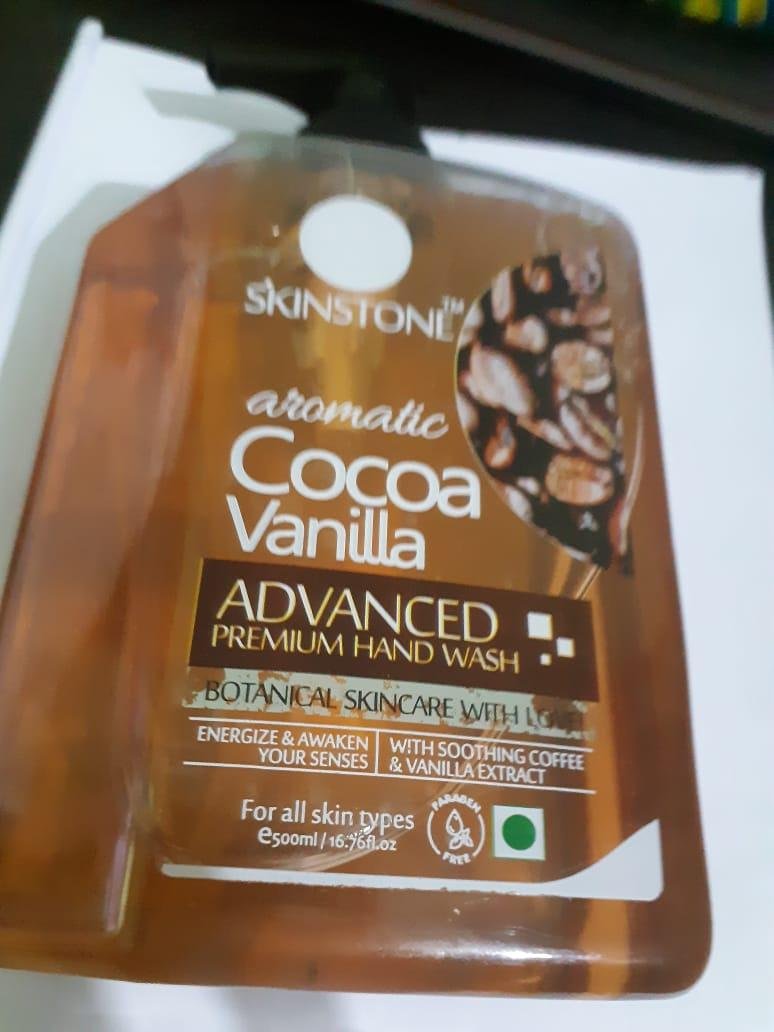 SKINSTONE™
aromatic
Cocoa
Vanilla
ADVANCED
PREMIUM HAND WASH
BOTANICAL SKINCARE WITH LOVE
ENERGIZE & AWAKEN
YOUR SENSES
WITH SOOTHING COFFEE
& VANILLA EXTRACT
For all skin types
e500ml / 16.76fl.oz
PARABEN
FREE